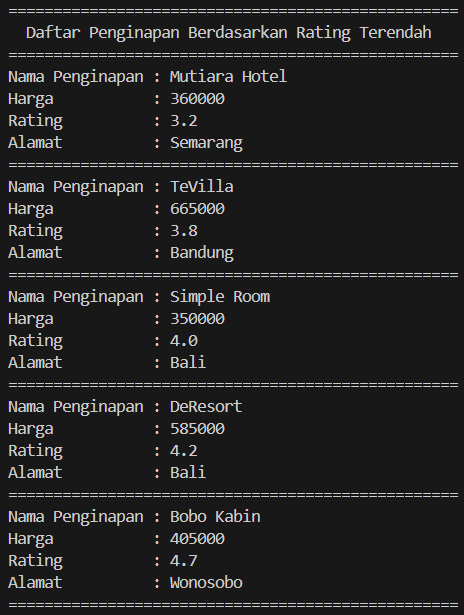 ==================================================
Daftar Penginapan Berdasarkan Rating Terendah
==================================================
Nama Penginapan : Mutiara Hotel
Harga           : 360000
Rating          : 3.2
Alamat          : Semarang
==================================================
Nama Penginapan : TeVilla
Harga           : 665000
Rating          : 3.8
Alamat          : Bandung
==================================================
Nama Penginapan : Simple Room
Harga           : 350000
Rating          : 4.0
Alamat          : Bali
==================================================
Nama Penginapan : DeResort
Harga           : 585000
Rating          : 4.2
Alamat          : Bali
==================================================
Nama Penginapan : Bobo Kabin
Harga           : 405000
Rating          : 4.7
Alamat          : Wonosobo
==================================================